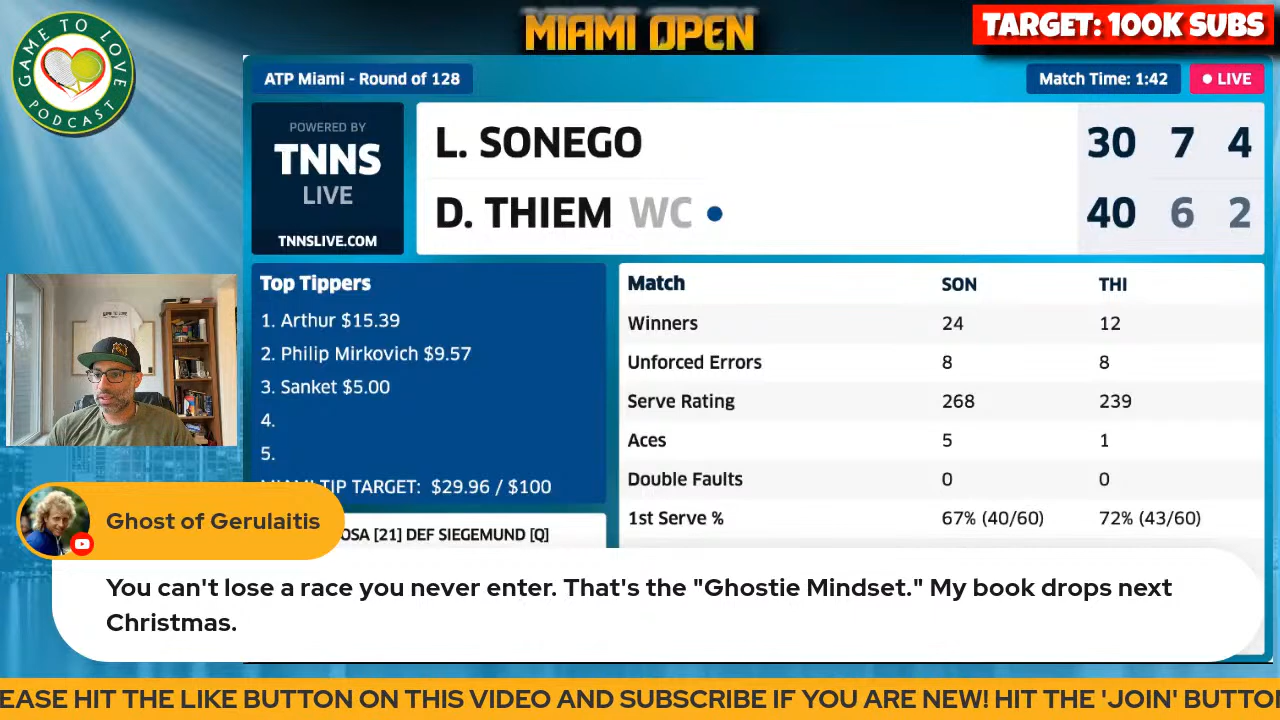 GAME TO LOVE
PODCAST
MIAMI OPEN
TARGET: 100K SUBS
ATP Miami - Round of 128
Match Time: 1:42
LIVE
POWERED BY
TNNS
LIVE
TNNSLIVE.COM
L. SONEGO 30 7 4
D. THIEM WC 40 6 2
Top Tippers
1. Arthur $15.39
2. Philip Mirkovich $9.57
3. Sanket $5.00
4.
5.
TIP TARGET: $29.96 / $100
OSA [21] DEF SIEGEMUND [Q]
Match SON THI
Winners 24 12
Unforced Errors 8 8
Serve Rating 268 239
Aces 5 1
Double Faults 0 0
1st Serve % 67% (40/60) 72% (43/60)
Ghost of Gerulaitis
You can't lose a race you never enter. That's the "Ghostie Mindset." My book drops next
Christmas.
EASE HIT THE LIKE BUTTON ON THIS VIDEO AND SUBSCRIBE IF YOU ARE NEW! HIT THE 'JOIN' BUTTO